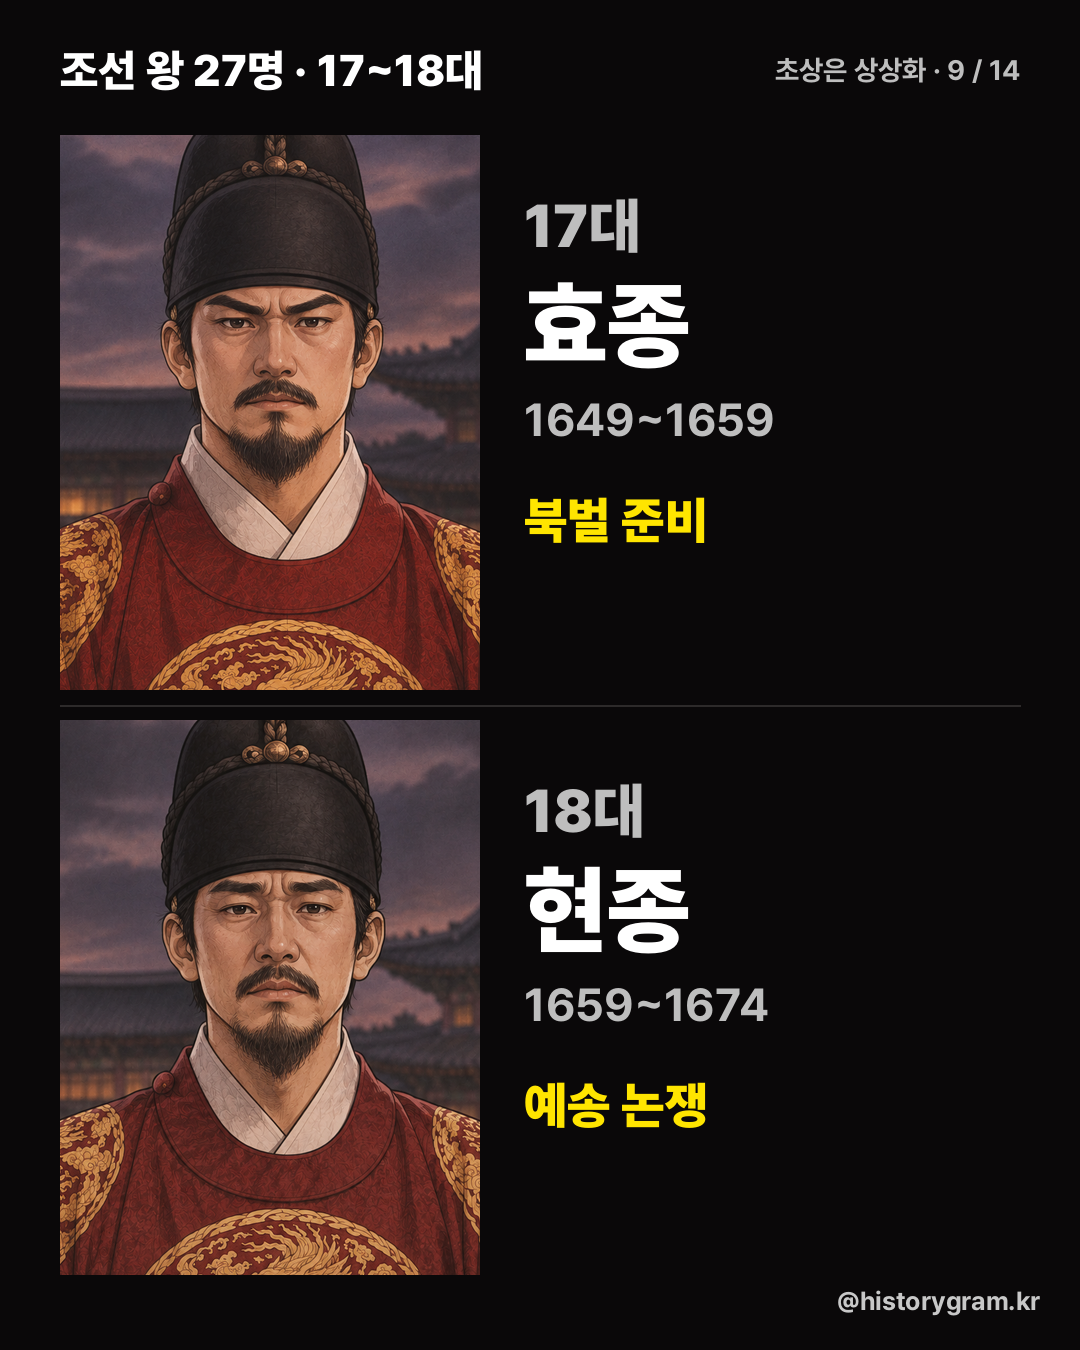 조선 왕 27명 · 17~18대
초상은 상상화 · 9 / 14
17대
효종
1649~1659
북벌 준비
18대
현종
1659~1674
예송 논쟁
@historygram.kr